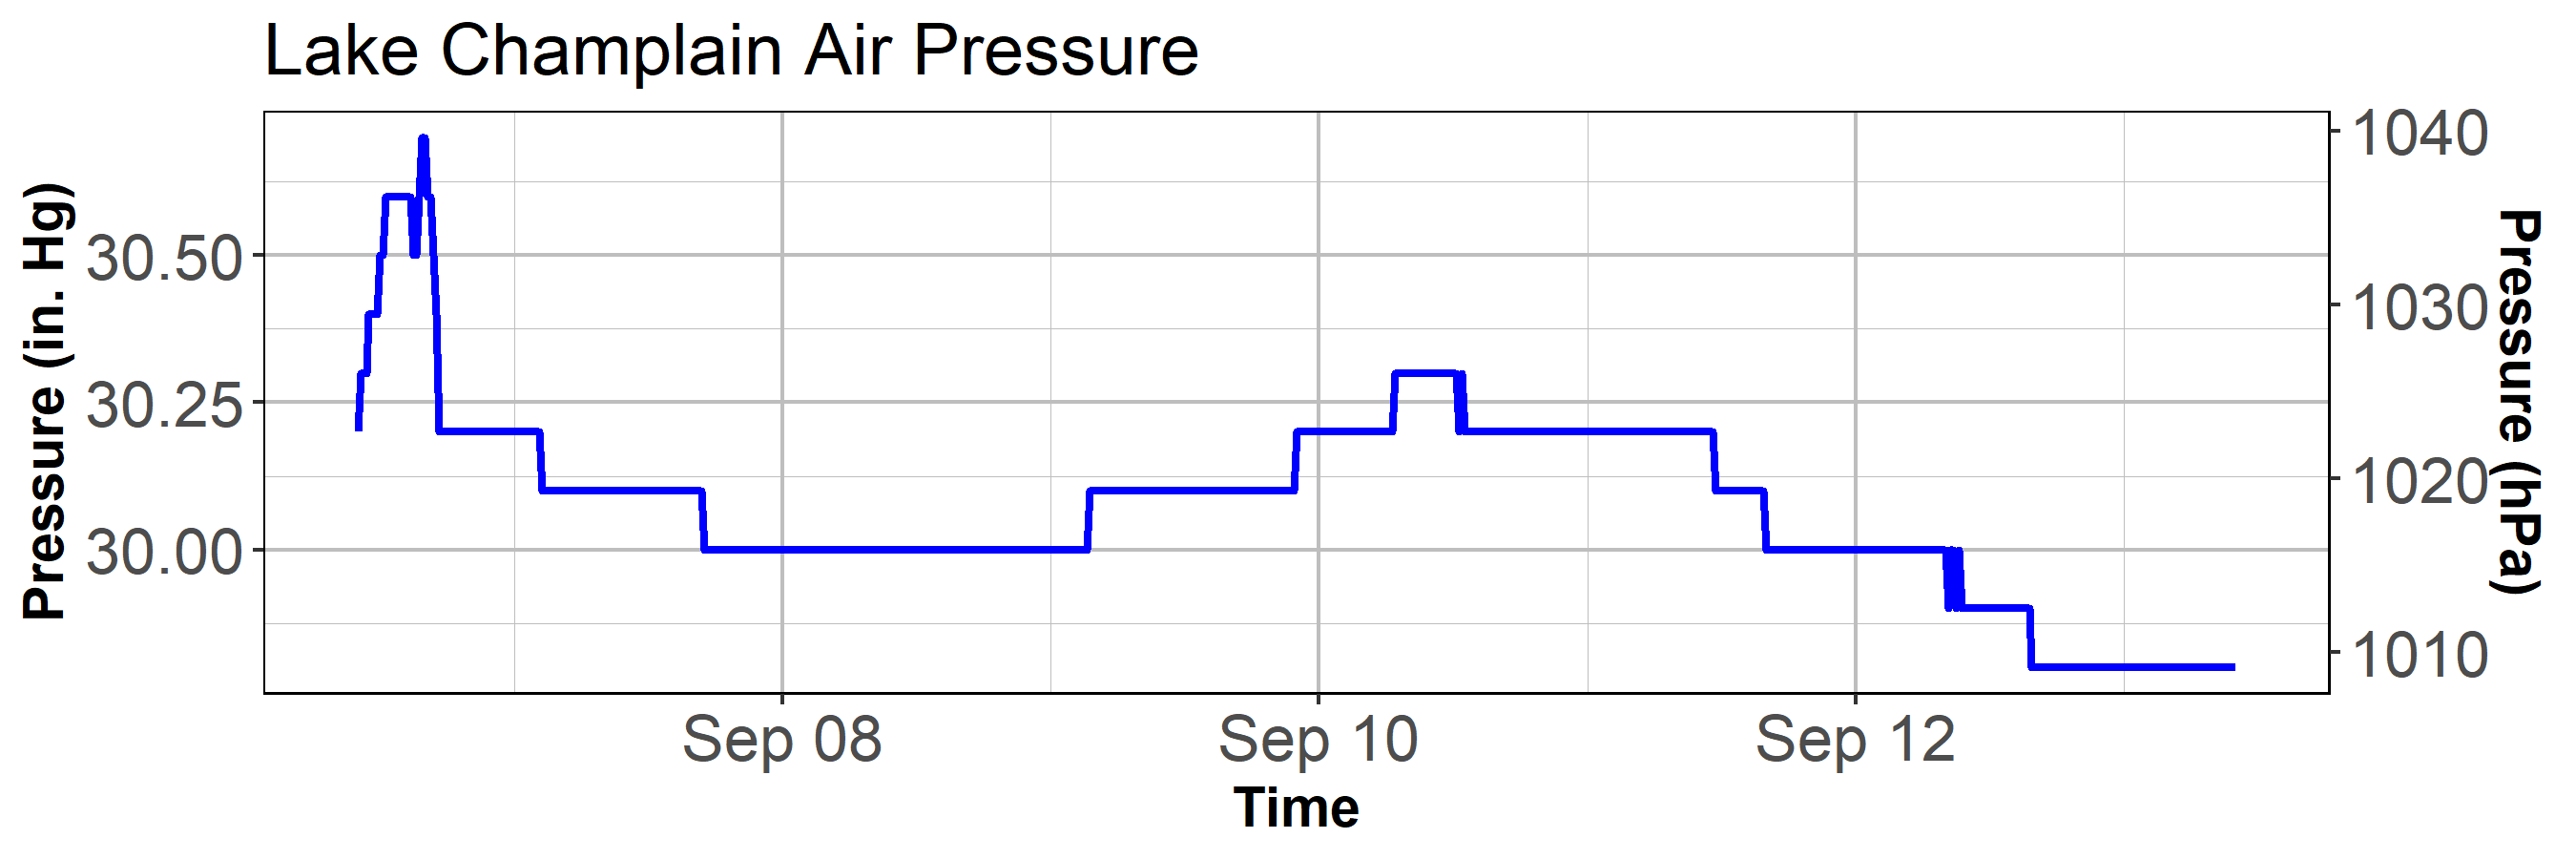 Lake Champlain Air Pressure
Pressure (in. Hg)
30.50
30.25
30.00
1040
1030
1020
1010
Pressure (hPa)
Sep 08
Sep 10
Sep 12
Time